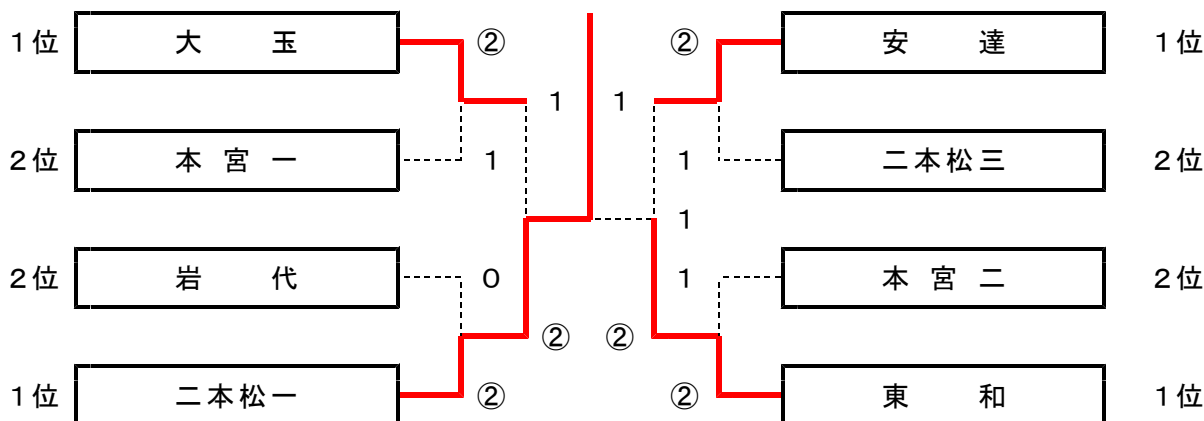 1位 大 玉 ② ② 安 達 1位
1 1
2位 本 宮 一 1 1 二本松三 2位
1
2位 岩 代 0 1 本 宮 二 2位
② ②
1位 二本松一 ② ② 東 和 1位